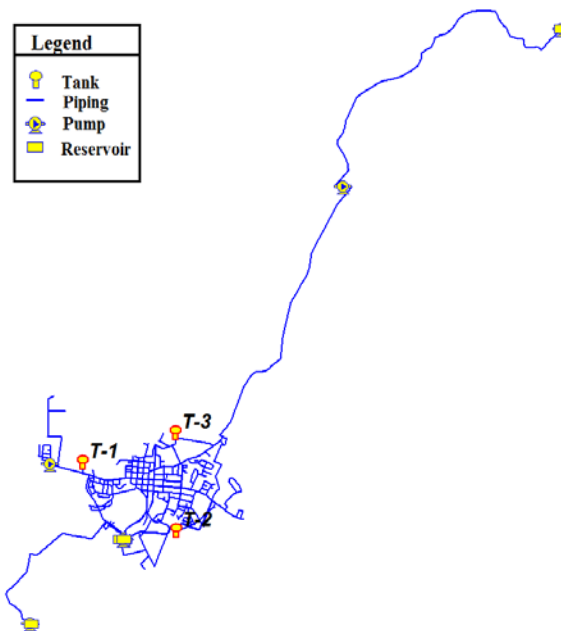 Legend
Tank
Piping
Pump
Reservoir
T-3
T-1
T-2